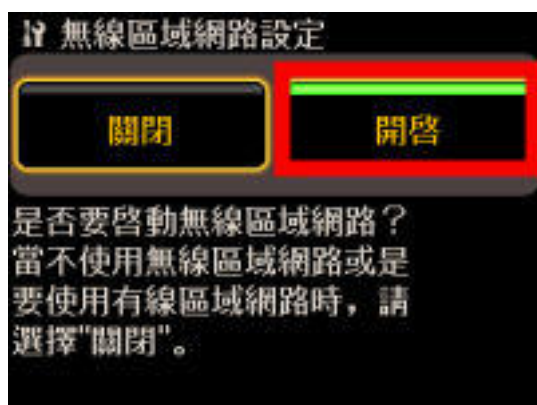 無線區域網路設定
關閉
開啓
是否要啓動無線區域網路？
當不使用無線區域網路或是
要使用有線區域網路時，請
選擇"關閉"。